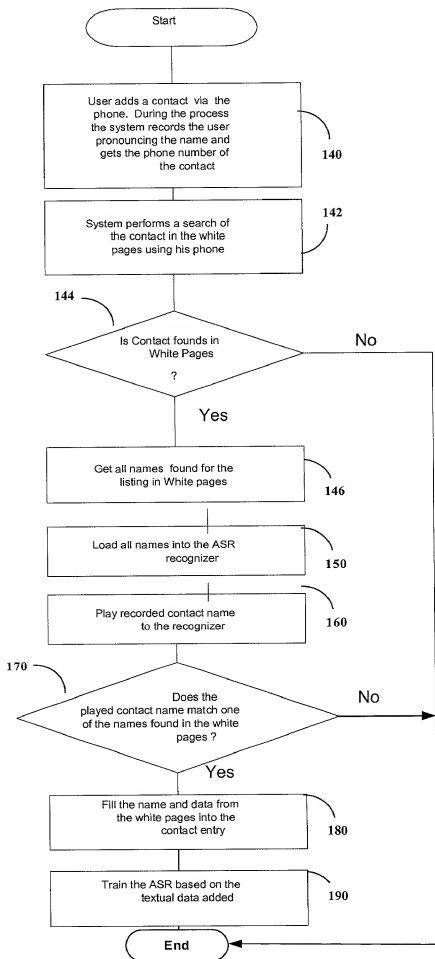 Start
User adds a contact via the
phone. During the process
the system records the user
pronouncing the name and
gets the phone number of
the contact
140
142
System performs a search of
the contact in the white
pages using his phone
144
Is Contact founds in
White Pages
?
No
Yes
Get all names found for the
listing in White pages
146
Load all names into the ASR
recognizer
150
Play recorded contact name
to the recognizer
160
170
Does the
played contact name match one
of the names found in the white
pages ?
No
Yes
Fill the name and data from
the white pages into the
contact entry
180
Train the ASR based on the
textual data added
190
End